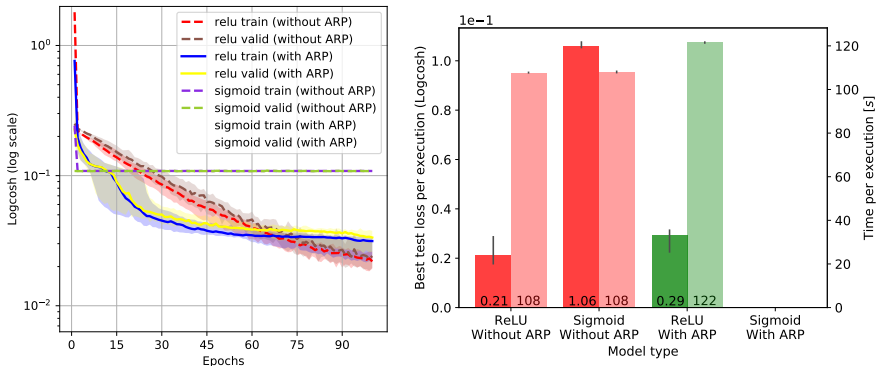 10⁰
10⁻¹
10⁻²
Logcosh (log scale)
0
15
30
45
60
75
90
Epochs
relu train (without ARP)
relu valid (without ARP)
relu train (with ARP)
relu valid (with ARP)
sigmoid train (without ARP)
sigmoid valid (without ARP)
sigmoid train (with ARP)
sigmoid valid (with ARP)
1e−1
1.0
0.8
0.6
0.4
0.2
0.0
Best test loss per execution (Logcosh)
0.21 108
1.06 108
0.29 122
ReLU
Without ARP
Sigmoid
Without ARP
ReLU
With ARP
Sigmoid
With ARP
Model type
120
100
80
60
40
20
0
Time per execution [s]